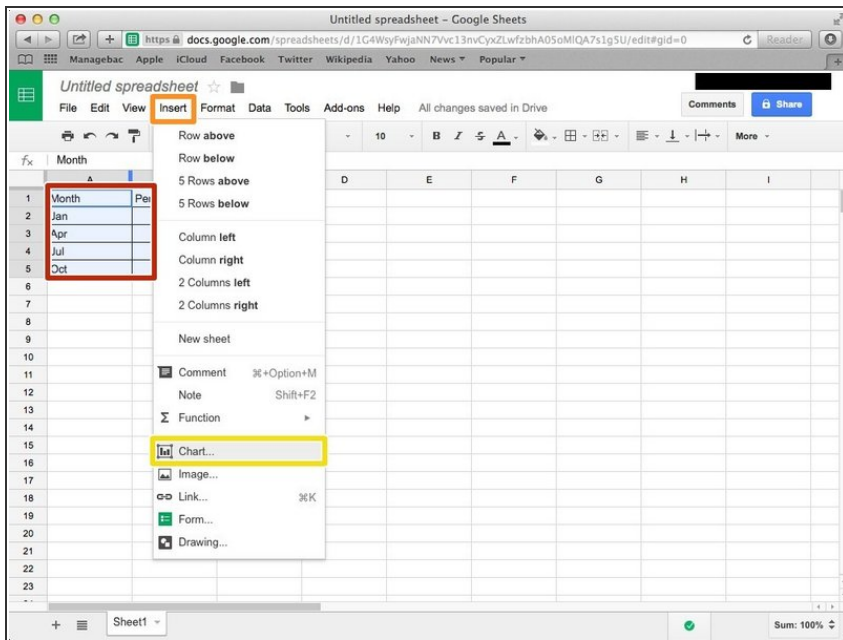 Untitled spreadsheet – Google Sheets
https docs.google.com/spreadsheets/d/1G4WsyFwjaNN7Vvc13nvCyxZLwfzbhA05oMlQA7s1g5U/edit#gid=0 Reader
Managebac Apple iCloud Facebook Twitter Wikipedia Yahoo News Popular
Untitled spreadsheet
File Edit View Insert Format Data Tools Add-ons Help All changes saved in Drive Comments Share
10 B I S A More
fx Month
A D E F G H I
1 Month
2 Jan
3 Apr
4 Jul
5 Oct
6
7
8
9
10
11
12
13
14
15
16
17
18
19
20
21
22
23
Row above
Row below
5 Rows above
5 Rows below
Column left
Column right
2 Columns left
2 Columns right
New sheet
Comment ⌘+Option+M
Note Shift+F2
Σ Function
Chart...
Image...
Link... ⌘K
Form...
Drawing...
Sheet1 Sum: 100%